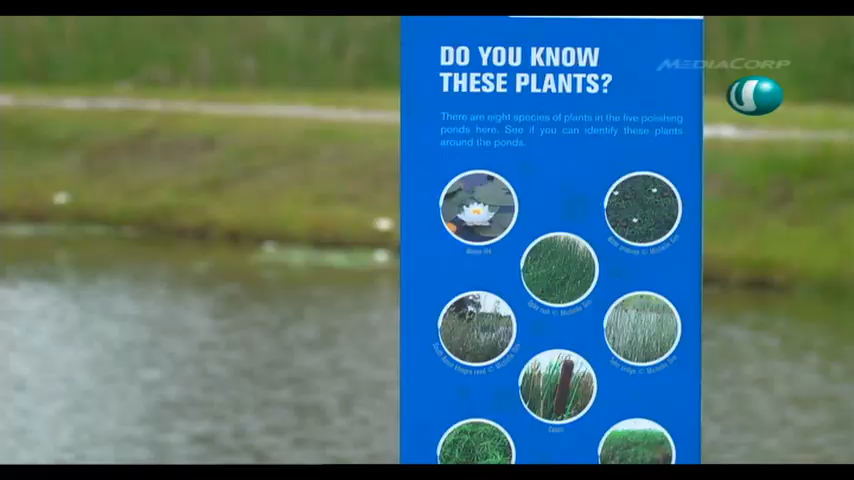 DO YOU KNOW
THESE PLANTS?
MEDIACORP
There are eight species of plants in the five polishing
ponds here. See if you can identify these plants
around the ponds.
Cattail